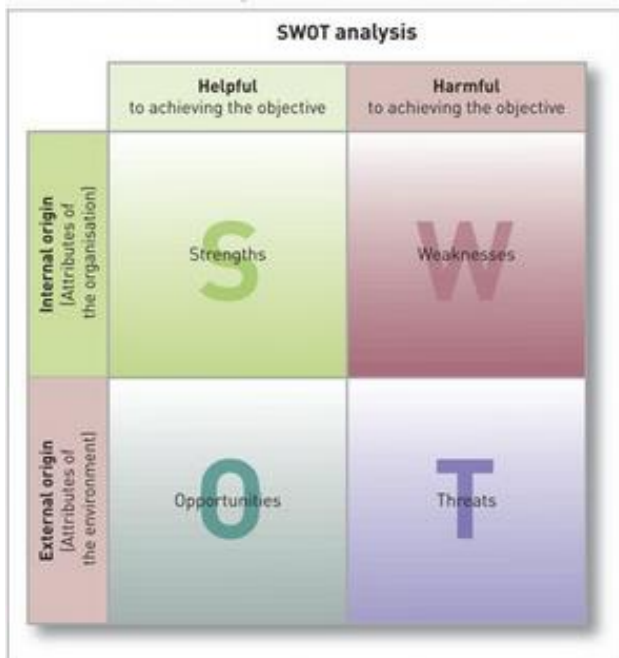 SWOT analysis
Helpful
to achieving the objective
Harmful
to achieving the objective
Internal origin
(Attributes of
the organisation)
S
Strengths
W
Weaknesses
External origin
(Attributes of
the environment)
O
Opportunities
T
Threats